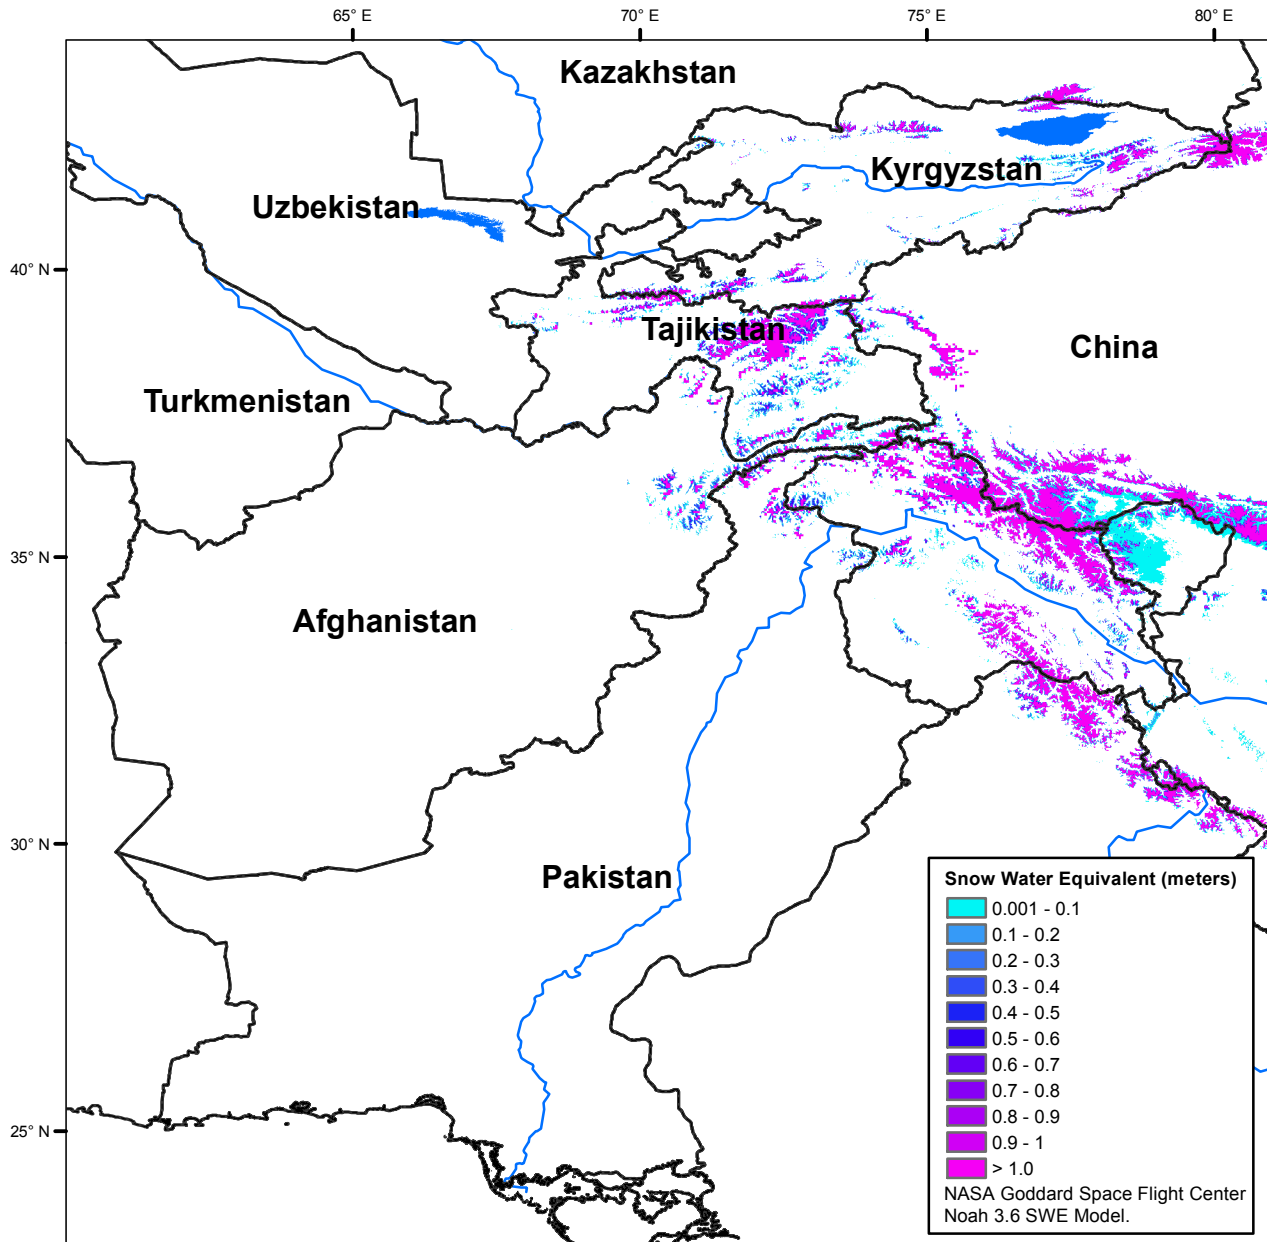 65° E
70° E
75° E
80° E
Kazakhstan
Kyrgyzstan
Uzbekistan
40° N
Tajikistan
China
Turkmenistan
35° N
Afghanistan
30° N
Pakistan
25° N
Snow Water Equivalent (meters)
0.001 - 0.1
0.1 - 0.2
0.2 - 0.3
0.3 - 0.4
0.4 - 0.5
0.5 - 0.6
0.6 - 0.7
0.7 - 0.8
0.8 - 0.9
0.9 - 1
> 1.0
NASA Goddard Space Flight Center
Noah 3.6 SWE Model.